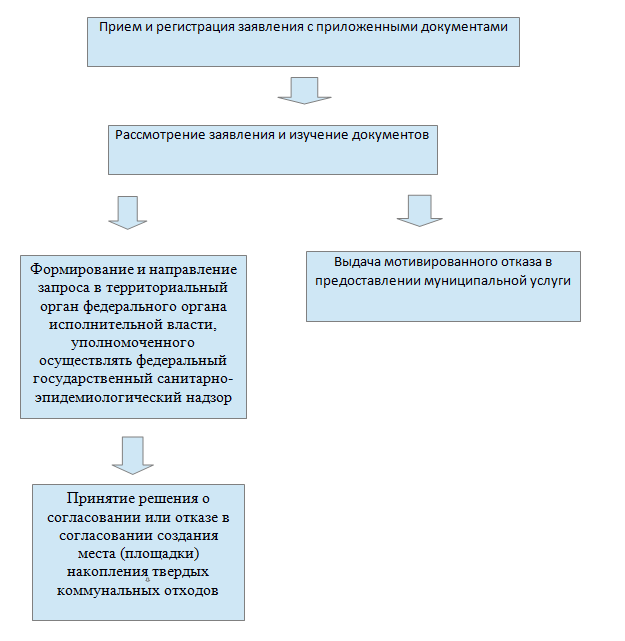 Прием и регистрация заявления с приложенными документами
Рассмотрение заявления и изучение документов
Формирование и направление
запроса в территориальный
орган федерального органа
исполнительной власти,
уполномоченного
осуществлять федеральный
государственный санитарно-
эпидемиологический надзор
Выдача мотивированного отказа в
предоставлении муниципальной услуги
Принятие решения о
согласовании или отказе в
согласовании создания
места (площадки)
накопления твердых
коммунальных отходов